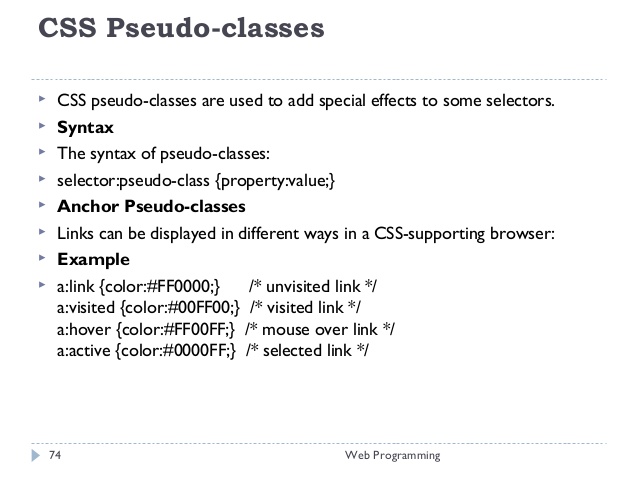 CSS Pseudo-classes
CSS pseudo-classes are used to add special effects to some selectors.
Syntax
The syntax of pseudo-classes:
selector:pseudo-class {property:value;}
Anchor Pseudo-classes
Links can be displayed in different ways in a CSS-supporting browser:
Example
a:link {color:#FF0000;} /* unvisited link */
a:visited {color:#00FF00;} /* visited link */
a:hover {color:#FF00FF;} /* mouse over link */
a:active {color:#0000FF;} /* selected link */
74 Web Programming